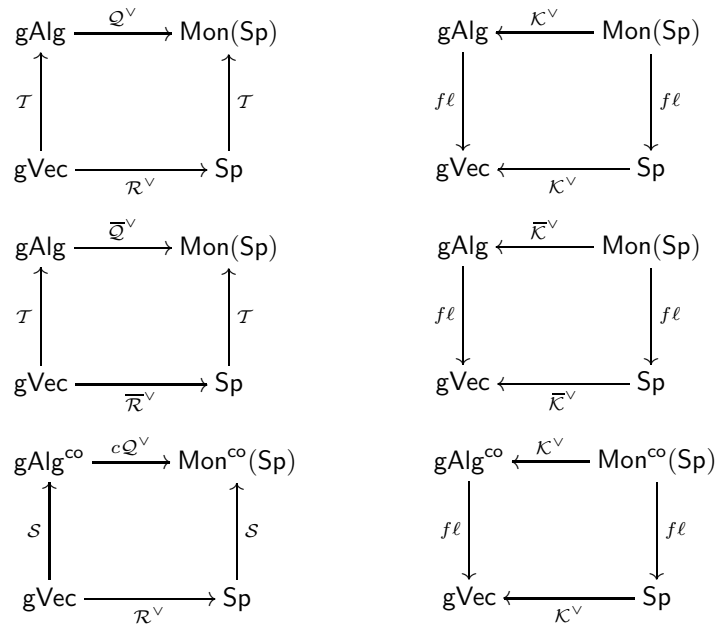 𝒬^∨ 𝒦^∨
gAlg Mon(Sp) gAlg Mon(Sp)
𝒯 𝒯 fℓ fℓ
gVec Sp gVec Sp
ℛ^∨ 𝒦^∨
𝒬̅^∨ 𝒦̅^∨
gAlg Mon(Sp) gAlg Mon(Sp)
𝒯 𝒯 fℓ fℓ
gVec Sp gVec Sp
ℛ̅^∨ 𝒦̅^∨
c𝒬^∨ 𝒦^∨
gAlg^co Mon^co(Sp) gAlg^co Mon^co(Sp)
𝒮 𝒮 fℓ fℓ
gVec Sp gVec Sp
ℛ^∨ 𝒦^∨